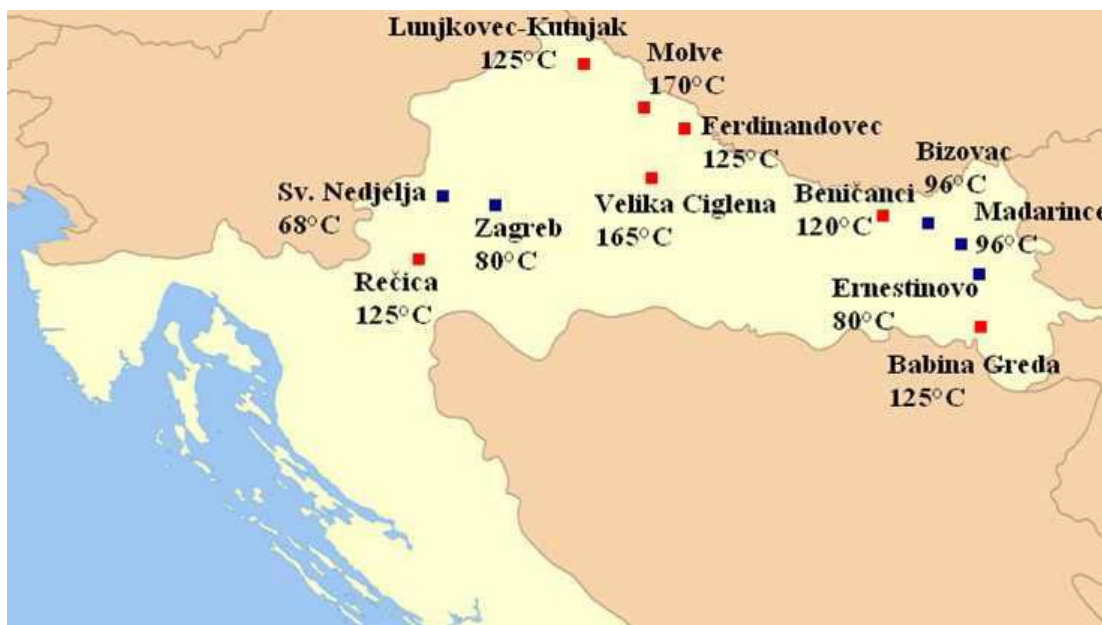 Lunjkovec-Kutnjak
125°C
Molve
170°C
Ferdinandovec
125°C
Bizovac
96°C
Sv. Nedjelja
68°C
Zagreb
80°C
Velika Ciglena
165°C
Beničanci
120°C
Madarince
96°C
Rečica
125°C
Ernestinovo
80°C
Babina Greda
125°C